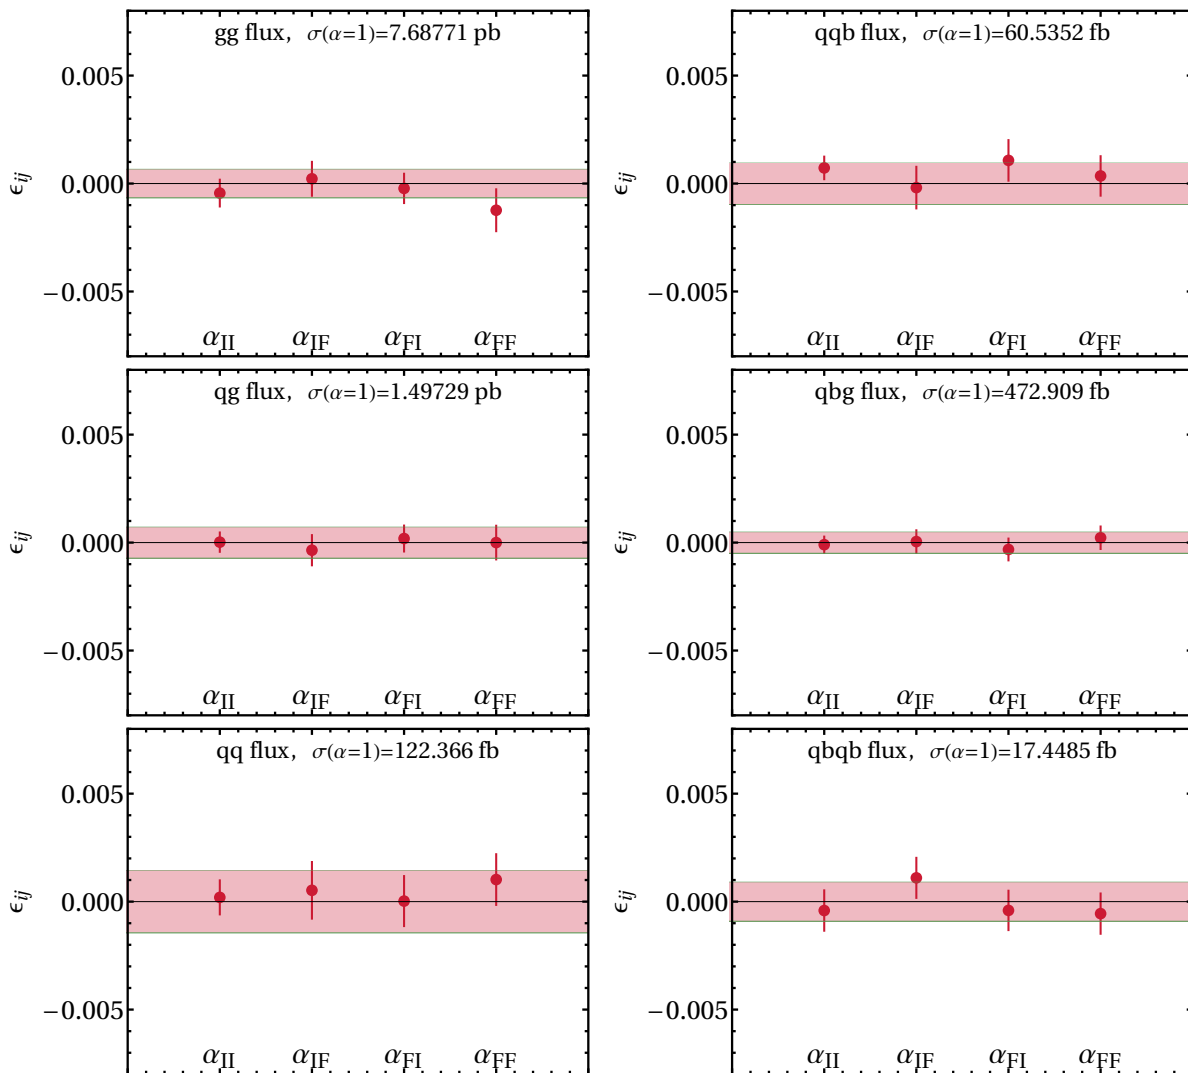 gg flux, σ(α=1)=7.68771 pb
0.005
0.000
−0.005
ϵij
αII αIF αFI αFF
qqb flux, σ(α=1)=60.5352 fb
0.005
0.000
−0.005
ϵij
αII αIF αFI αFF
qg flux, σ(α=1)=1.49729 pb
0.005
0.000
−0.005
ϵij
αII αIF αFI αFF
qbg flux, σ(α=1)=472.909 fb
0.005
0.000
−0.005
ϵij
αII αIF αFI αFF
qq flux, σ(α=1)=122.366 fb
0.005
0.000
−0.005
ϵij
αII αIF αFI αFF
qbqb flux, σ(α=1)=17.4485 fb
0.005
0.000
−0.005
ϵij
αII αIF αFI αFF